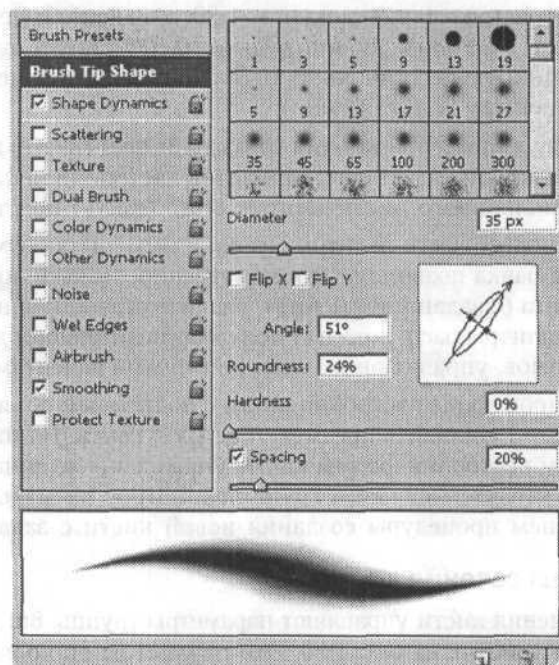 Brush Presets
Brush Tip Shape
Shape Dynamics
Scattering
Texture
Dual Brush
Color Dynamics
Other Dynamics
Noise
Wet Edges
Airbrush
Smoothing
Protect Texture
1 3 5 9 13 19
5 9 13 17 21 27
35 45 65 100 200 300
Diameter 35 px
Flip X Flip Y
Angle: 51º
Roundness: 24%
Hardness 0%
Spacing 20%